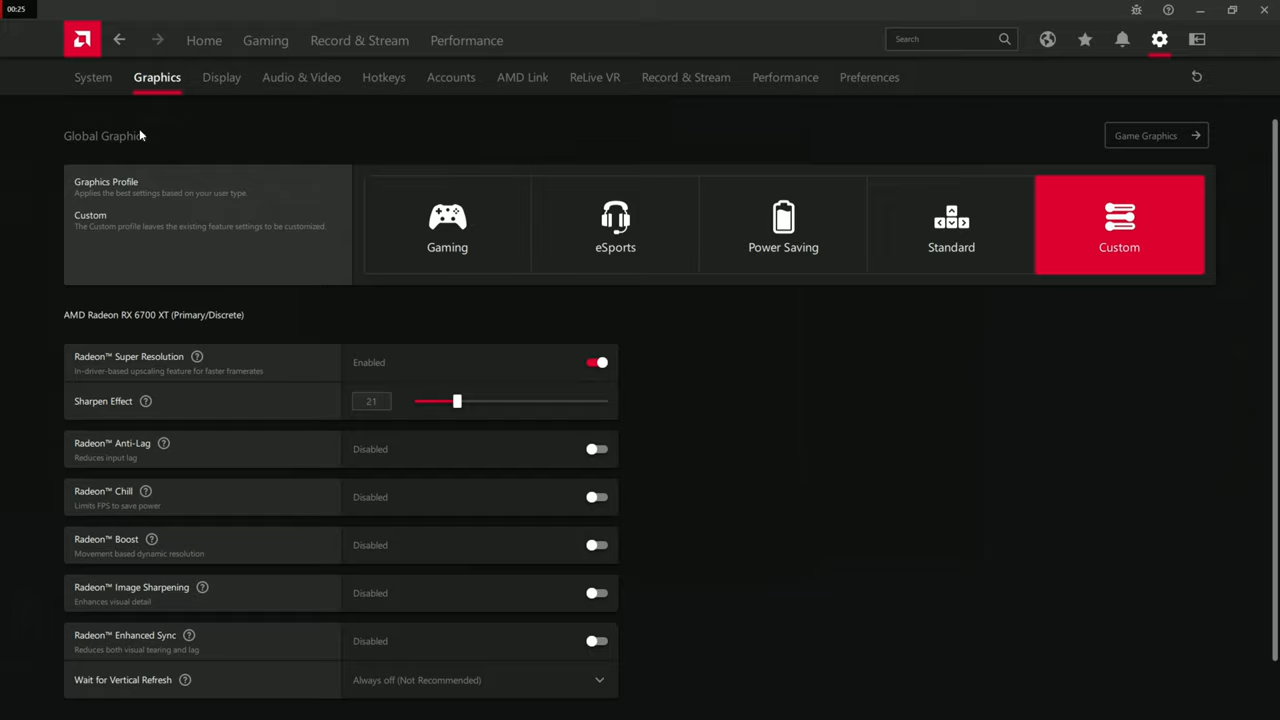 00:25
Home Gaming Record & Stream Performance Search
System Graphics Display Audio & Video Hotkeys Accounts AMD Link ReLive VR Record & Stream Performance Preferences
Global Graphics Game Graphics
Graphics Profile
Applies the best settings based on your user type.
Custom
The Custom profile leaves the existing feature settings to be customized.
Gaming eSports Power Saving Standard Custom
AMD Radeon RX 6700 XT (Primary/Discrete)
Radeon™ Super Resolution Enabled
In-driver-based upscaling feature for faster framerates
Sharpen Effect 21
Radeon™ Anti-Lag Disabled
Reduces input lag
Radeon™ Chill Disabled
Limits FPS to save power
Radeon™ Boost Disabled
Movement based dynamic resolution
Radeon™ Image Sharpening Disabled
Enhances visual detail
Radeon™ Enhanced Sync Disabled
Reduces both visual tearing and lag
Wait for Vertical Refresh Always off (Not Recommended)